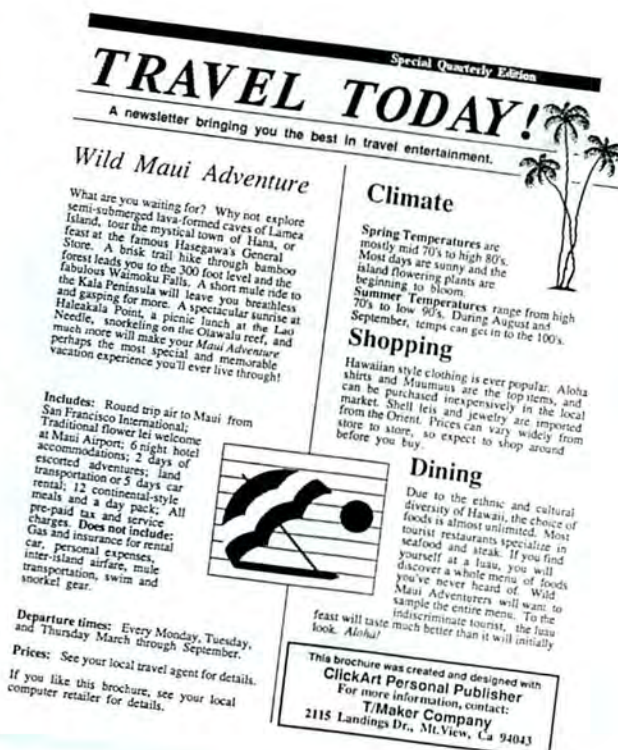 Special Quarterly Edition
TRAVEL TODAY!
A newsletter bringing you the best in travel entertainment.
Wild Maui Adventure
What are you waiting for? Why not explore
semi-submerged lava-formed caves of Lamea
Island, tour the mystical town of Hana, or
feast at the famous Hasegawa's General
Store. A brisk trail hike through bamboo
forest leads you to the 300 foot level and the
fabulous Waimoku Falls. A short mule ride to
the Kala Peninsula will leave you breathless
and gasping for more. A spectacular sunrise at
Haleakala Point, a picnic lunch at the Lao
Needle, snorkeling on the Olawalu reef, and
much more will make your Maui Adventure
perhaps the most special and memorable
vacation experience you'll ever live through!
Includes: Round trip air to Maui from
San Francisco International;
Traditional flower lei welcome
at Maui Airport; 6 night hotel
accommodations; 2 days of
escorted adventures; land
transportation or 5 days car
rental; 12 continental-style
meals and a day pack; All
pre-paid tax and service
charges. Does not include:
Gas and insurance for rental
car, personal expenses,
inter-island airfare, mule
transportation, swim and
snorkel gear.
Departure times: Every Monday, Tuesday,
and Thursday March through September.
Prices: See your local travel agent for details.
If you like this brochure, see your local
computer retailer for details.
Climate
Spring Temperatures are
mostly mid 70's to high 80's.
Most days are sunny and the
island flowering plants are
beginning to bloom.
Summer Temperatures range from high
70's to low 90's. During August and
September, temps can get in to the 100's.
Shopping
Hawaiian style clothing is ever popular. Aloha
shirts and Muumuus are the top items, and
can be purchased inexpensively in the local
market. Shell leis and jewelry are imported
from the Orient. Prices can vary widely from
store to store, so expect to shop around
before you buy.
Dining
Due to the ethnic and cultural
diversity of Hawaii, the choice of
foods is almost unlimited. Most
tourist restaurants specialize in
seafood and steak. If you find
yourself at a luau, you will
discover a whole menu of foods
you've never heard of. Wild
Maui Adventurers will want to
sample the entire menu. To the
indiscriminate tourist, the luau
feast will taste much better than it will initially
look. Aloha!
This brochure was created and designed with
ClickArt Personal Publisher
For more information, contact:
T/Maker Company
2115 Landings Dr., Mt.View, Ca 94043